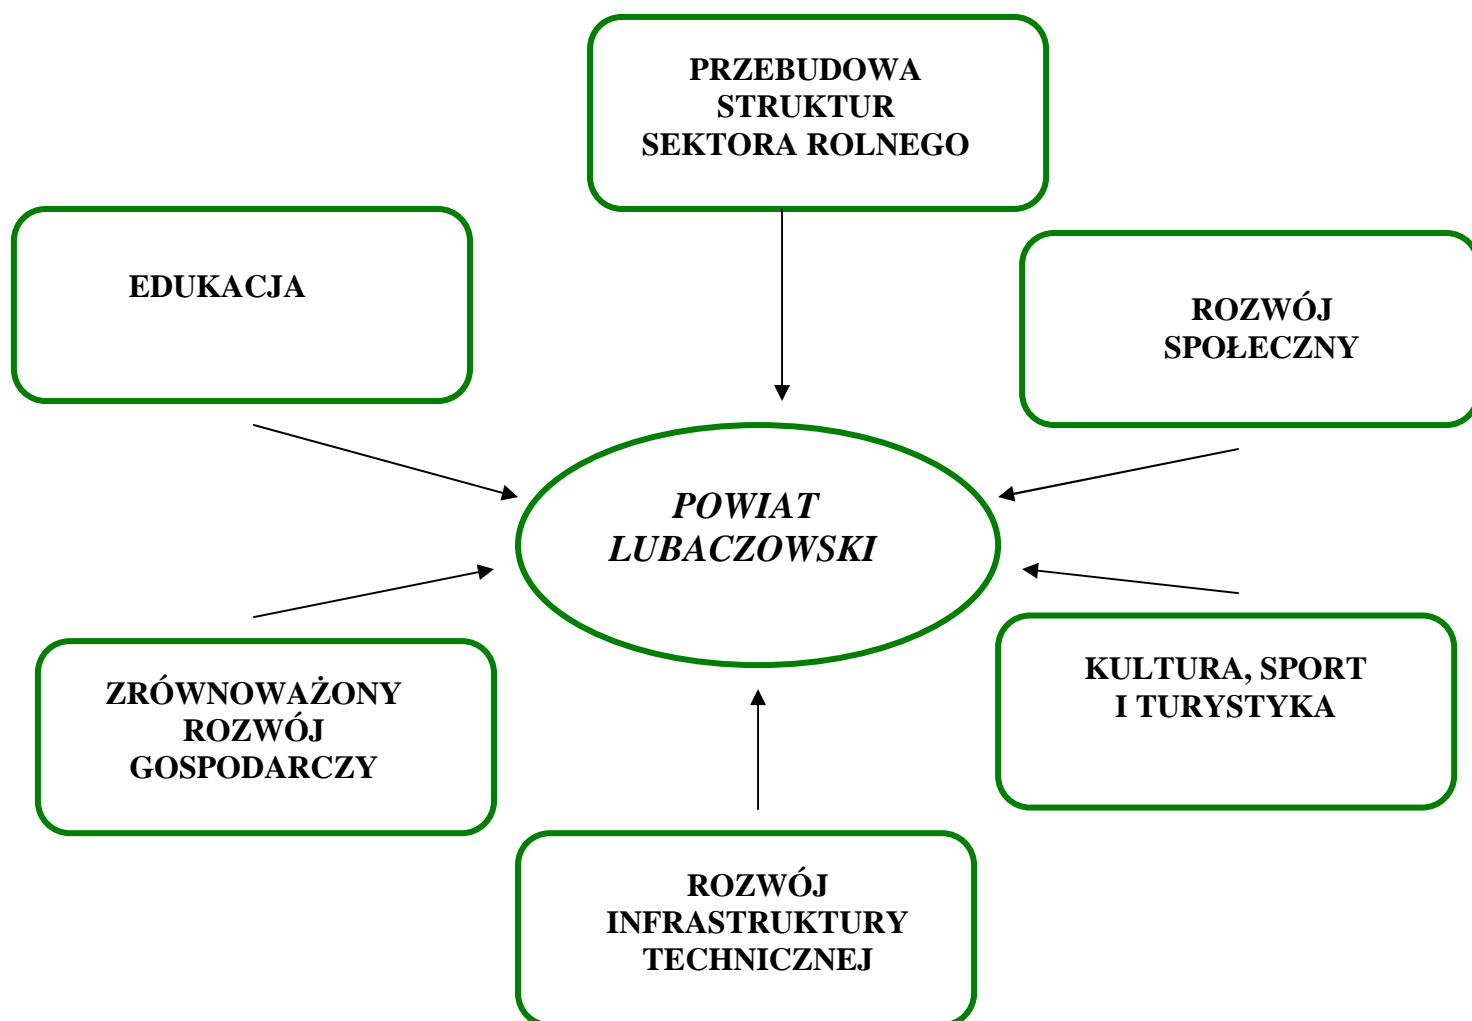 PRZEBUDOWA
STRUKTUR
SEKTORA ROLNEGO
EDUKACJA
ROZWÓJ
SPOŁECZNY
POWIAT
LUBACZOWSKI
ZRÓWNOWAŻONY
ROZWÓJ
GOSPODARCZY
KULTURA, SPORT
I TURYSTYKA
ROZWÓJ
INFRASTRUKTURY
TECHNICZNEJ